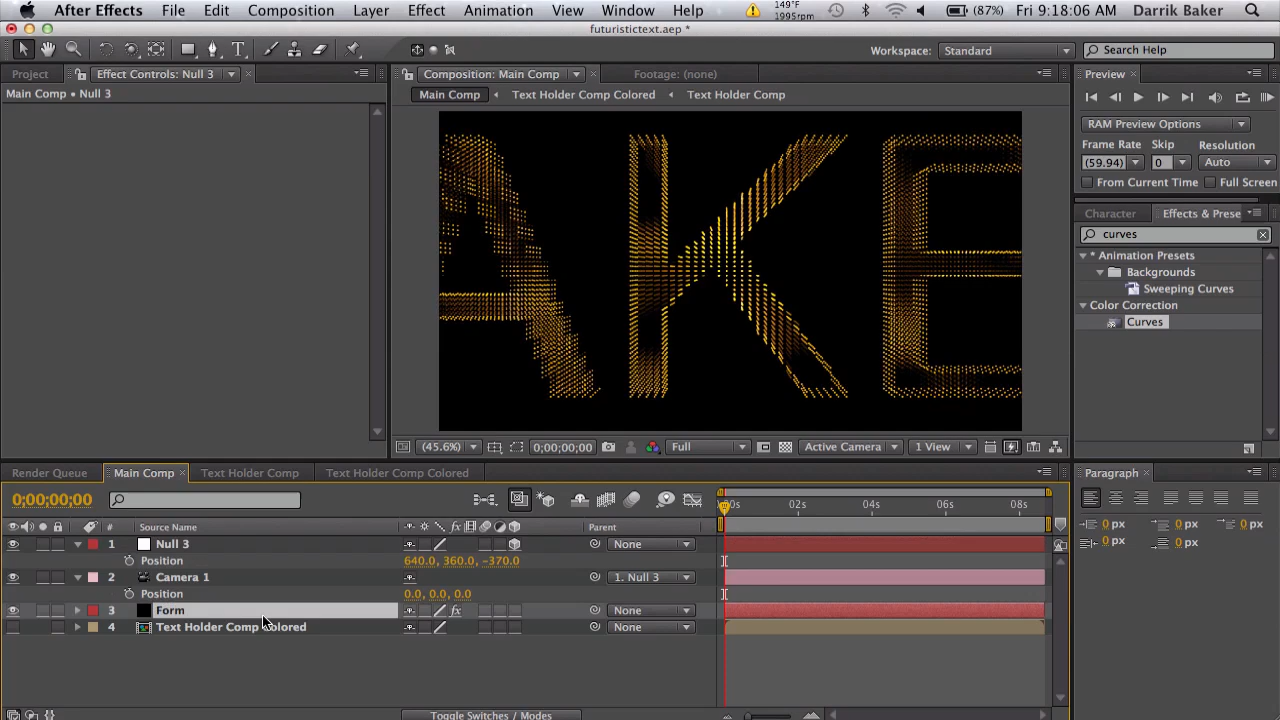 After Effects File Edit Composition Layer Effect Animation View Window Help 149°F 1995rpm (87%) Fri 9:18:06 AM Darrik Baker
futuristictext.aep *
Workspace: Standard Search Help
Project Effect Controls: Null 3 Composition: Main Comp Footage: (none) Preview
Main Comp • Null 3 Main Comp Text Holder Comp Colored Text Holder Comp
RAM Preview Options
Frame Rate Skip Resolution
(59.94) 0 Auto
From Current Time Full Screen
Character Effects & Prese
curves
* Animation Presets
Backgrounds
Sweeping Curves
Color Correction
Curves
AKE
(45.6%) 0;00;00;00 Full Active Camera 1 View
Render Queue Main Comp Text Holder Comp Text Holder Comp Colored Paragraph
0;00;00;00 :00s 02s 04s 06s 08s
0 px 0 px 0 px
0 px 0 px
# Source Name Parent
1 Null 3 None
Position 640.0, 360.0, -370.0
2 Camera 1 1. Null 3
Position 0.0, 0.0, 0.0
3 Form fx None
4 Text Holder Comp Colored None
Toggle Switches / Modes